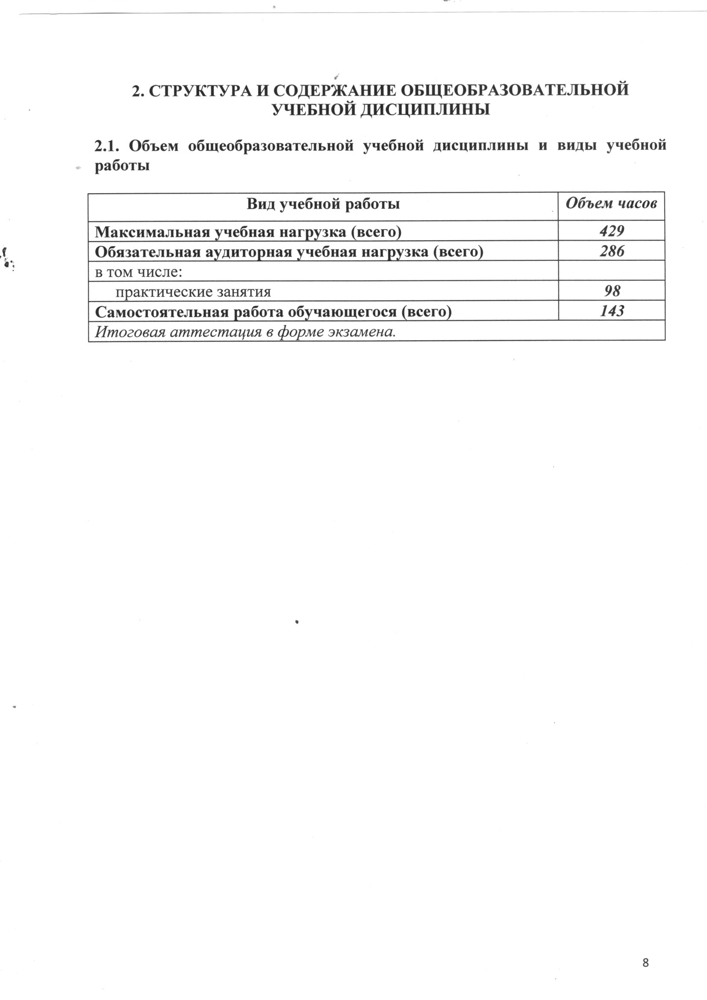 2. СТРУКТУРА И СОДЕРЖАНИЕ ОБЩЕОБРАЗОВАТЕЛЬНОЙ
УЧЕБНОЙ ДИСЦИПЛИНЫ
2.1. Объем общеобразовательной учебной дисциплины и виды учебной
работы
Вид учебной работы Объем часов
Максимальная учебная нагрузка (всего) 429
Обязательная аудиторная учебная нагрузка (всего) 286
в том числе:
практические занятия 98
Самостоятельная работа обучающегося (всего) 143
Итоговая аттестация в форме экзамена.
8